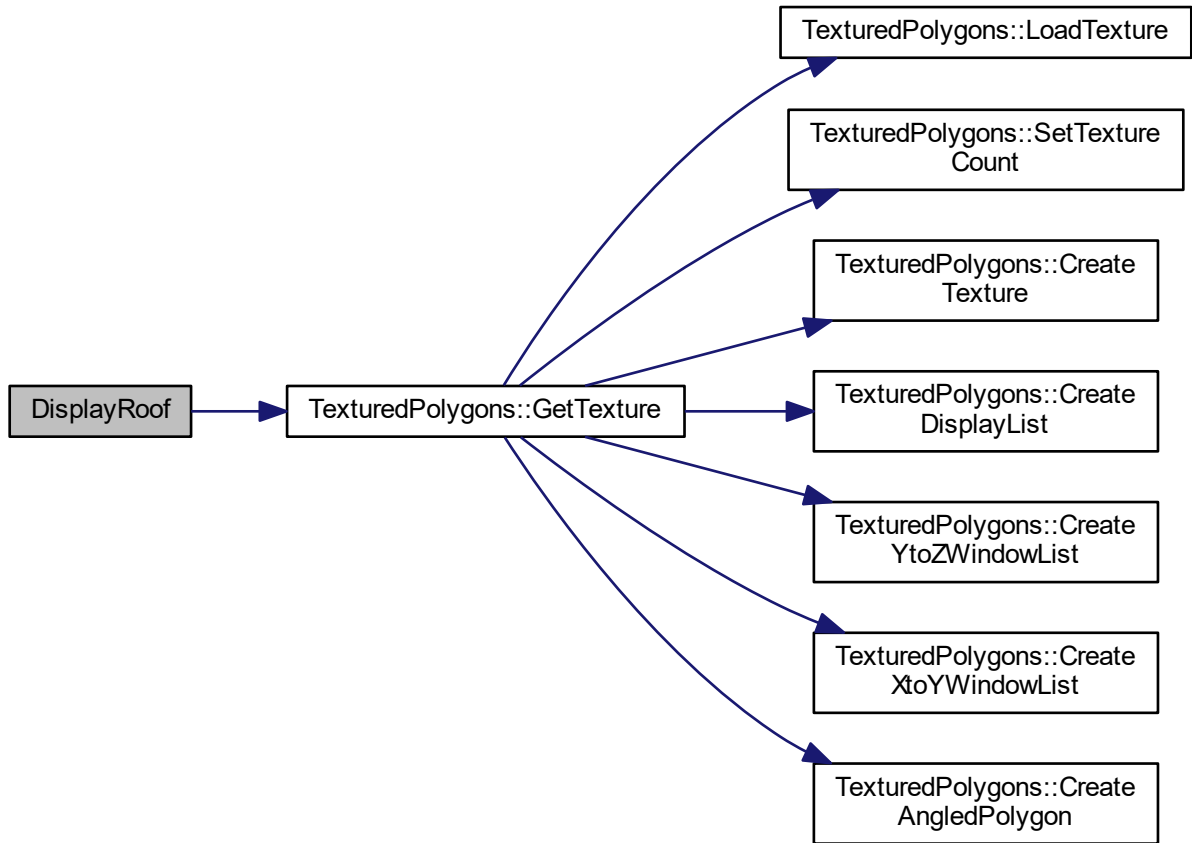 TexturedPolygons::LoadTexture
TexturedPolygons::SetTexture
Count
TexturedPolygons::Create
Texture
DisplayRoof
TexturedPolygons::GetTexture
TexturedPolygons::Create
DisplayList
TexturedPolygons::Create
YtoZWindowList
TexturedPolygons::Create
XtoYWindowList
TexturedPolygons::Create
AngledPolygon